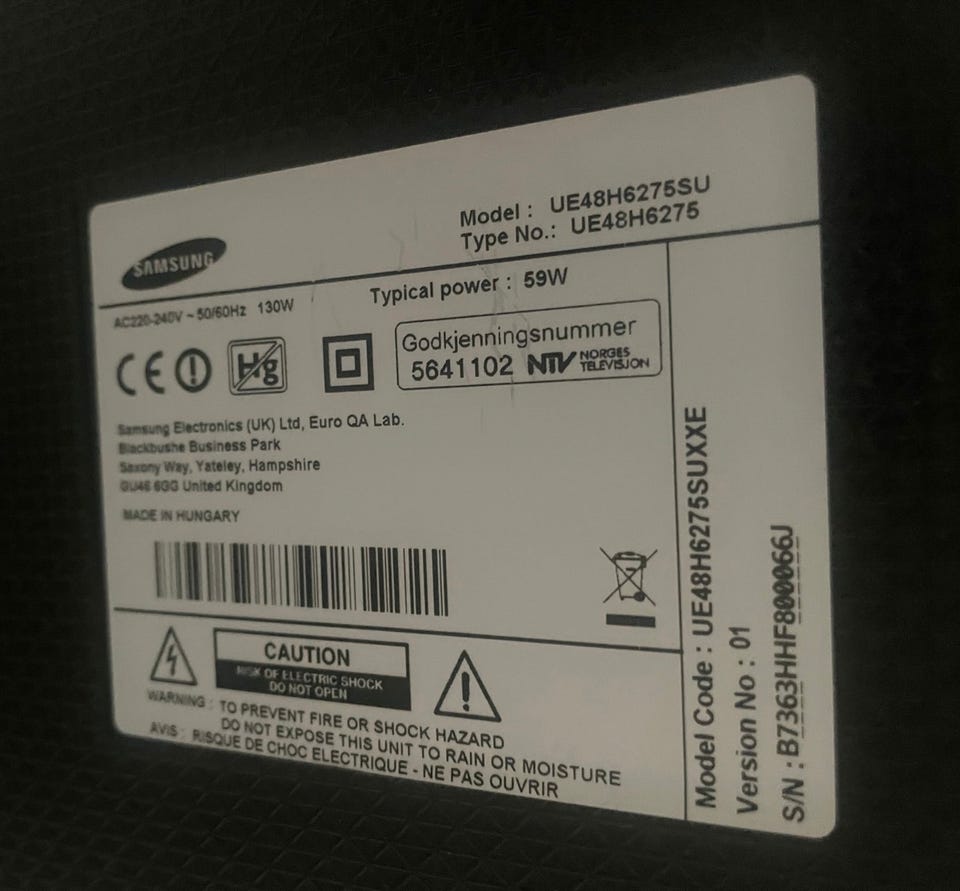 SAMSUNG
Model : UE48H6275SU
Type No.: UE48H6275
AC220-240V ~ 50/60Hz 130W
Typical power : 59W
CE
Hg
Godkjenningsnummer
5641102 NTV NORGES TELEVISJON
Samsung Electronics (UK) Ltd, Euro QA Lab.
Blackbushe Business Park
Saxony Way, Yateley, Hampshire
GU46 6GG United Kingdom
MADE IN HUNGARY
CAUTION
RISK OF ELECTRIC SHOCK
DO NOT OPEN
WARNING : TO PREVENT FIRE OR SHOCK HAZARD
DO NOT EXPOSE THIS UNIT TO RAIN OR MOISTURE
AVIS : RISQUE DE CHOC ELECTRIQUE - NE PAS OUVRIR
Model Code : UE48H6275SUXXE
Version No : 01
S/N : B7363HHF800066J